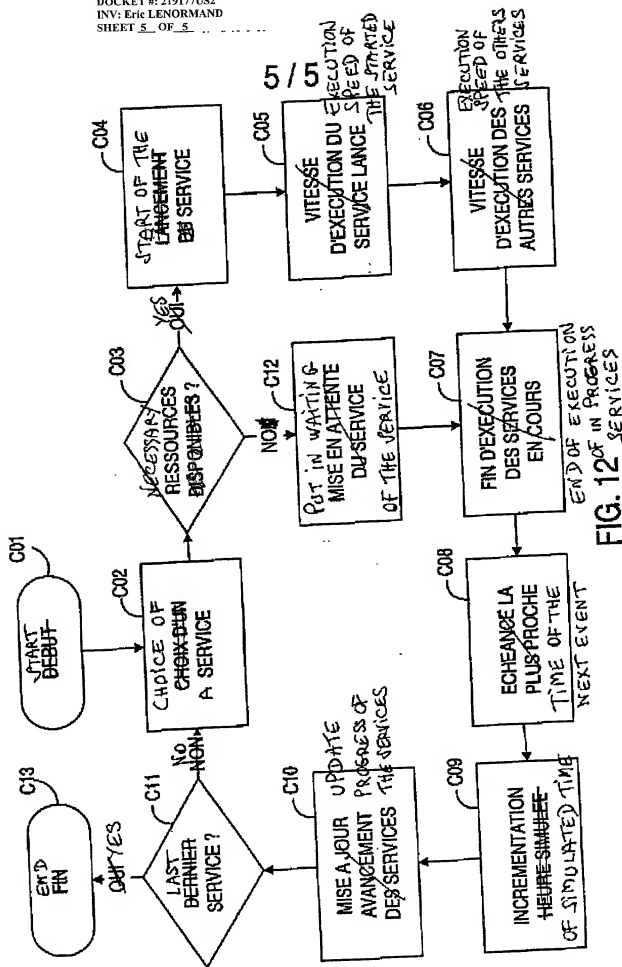 DOCKET #: 219177US2
INV: Eric LENORMAND
SHEET 5 OF 5
5 / 5
C01
START
DEBUT
C02
CHOICE OF
CHOIX D'UN
A SERVICE
C03
NECESSARY
RESSOURCES
DISPONIBLES ?
YES
OUI
NON
C04
START OF THE
LANCEMENT
DU SERVICE
C05
VITESSE
D'EXECUTION DU
SERVICE LANCE
EXECUTION
SPEED OF
THE STARTED
SERVICE
C06
VITESSE
D'EXECUTION DES
AUTRES SERVICES
EXECUTION
SPEED OF
THE OTHERS
SERVICES
C12
PUT IN WAITING
MISE EN ATTENTE
DU SERVICE
OF THE SERVICE
C07
FIN D'EXECUTION
DES SERVICES
EN COURS
END OF EXECUTION
OF IN PROGRESS
SERVICES
C08
ECHEANCE LA
PLUS PROCHE
TIME OF THE
NEXT EVENT
C09
INCREMENTATION
HEURE SIMULEE
OF SIMULATED TIME
C10
MISE A JOUR
AVANCEMENT
DES SERVICES
UPDATE
PROGRESS OF
THE SERVICES
C11
LAST
DERNIER
SERVICE ?
NO
NON
OUI YES
C13
END
FIN
FIG. 12